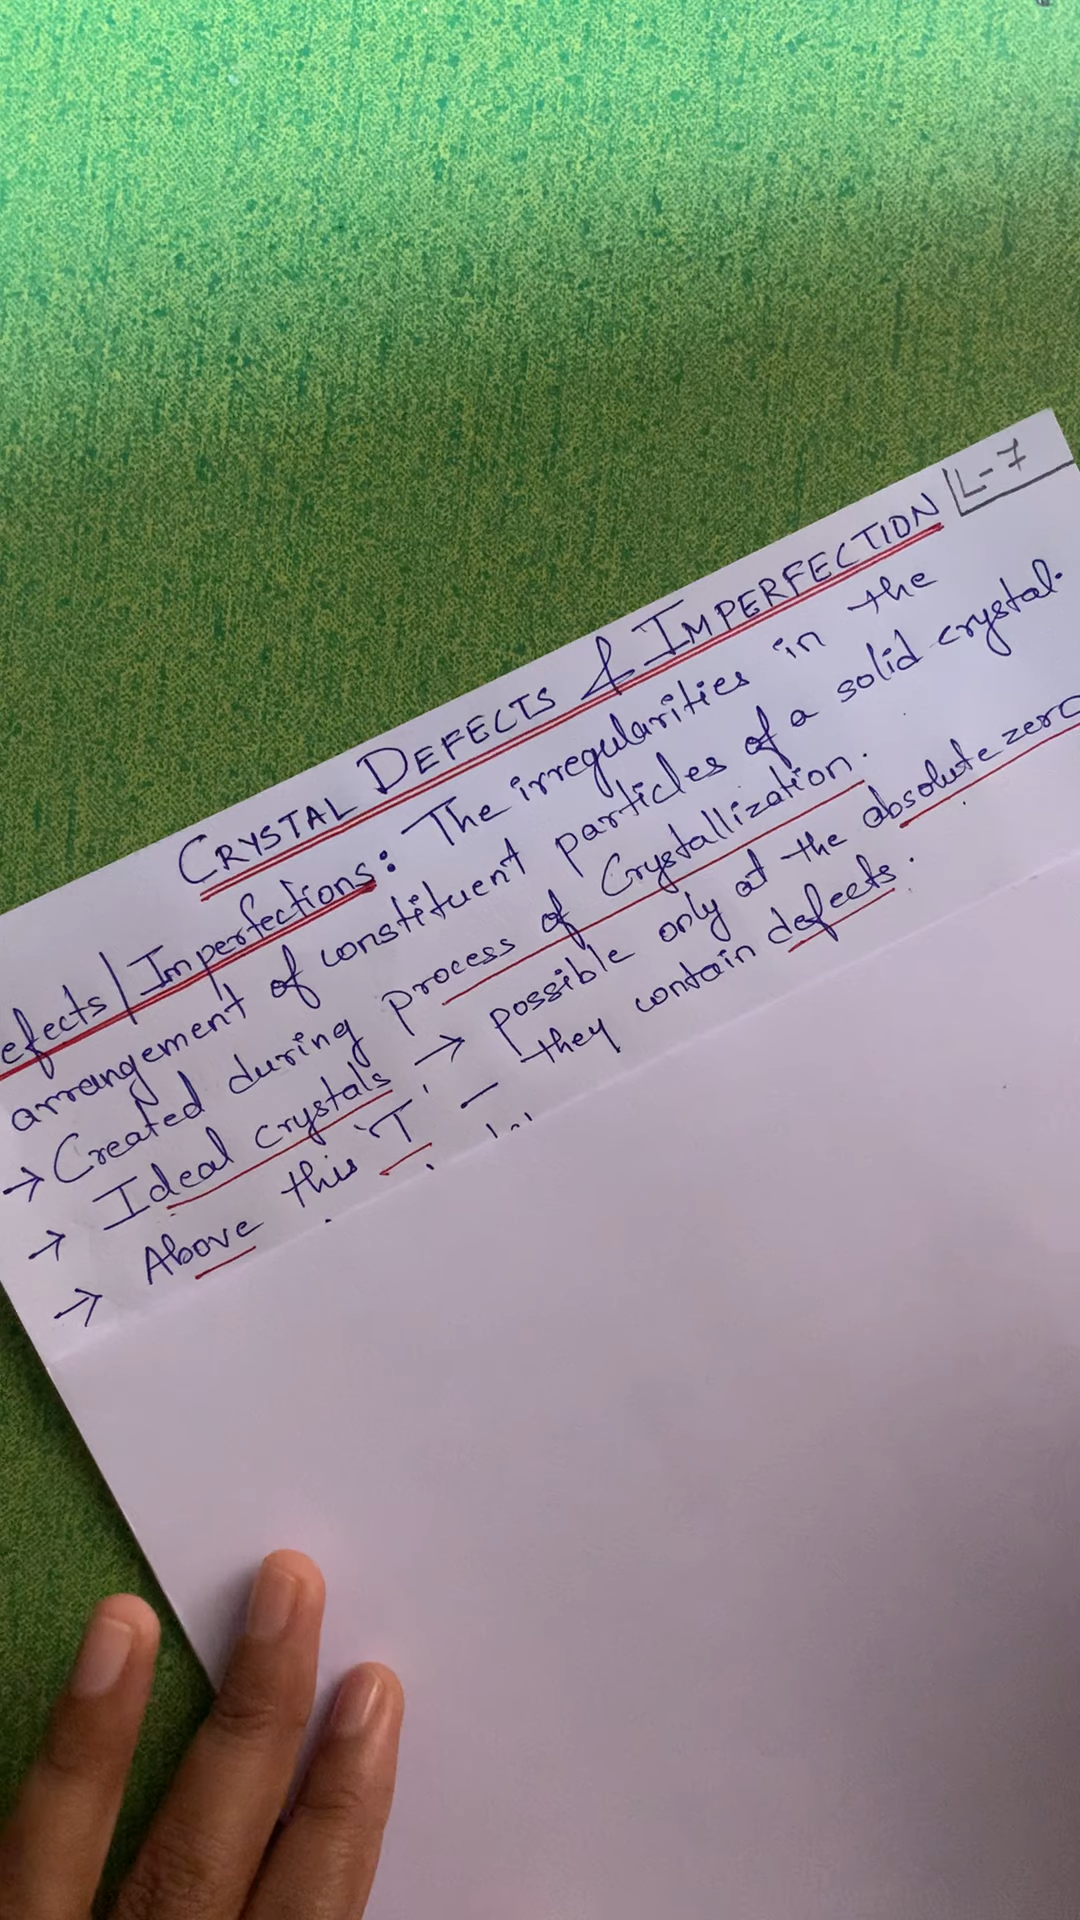 L-7
CRYSTAL DEFECTS & IMPERFECTION
efects/Imperfections: The irregularities in the
arrangement of constituent particles of a solid crystal.
→ Created during process of Crystallization.
→ Ideal crystals → possible only at the absolute zero
→ Above this 'T' – they contain defects.